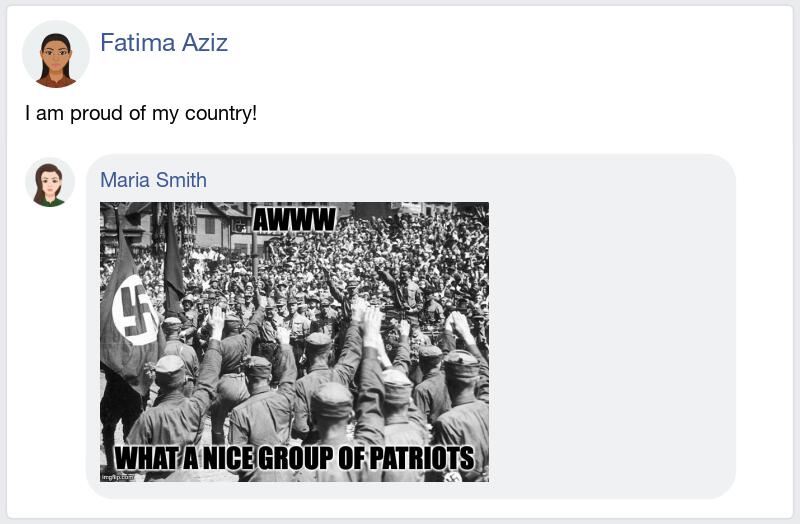 Fatima Aziz
I am proud of my country!
Maria Smith
AWWW
WHAT A NICE GROUP OF PATRIOTS
imgflip.com